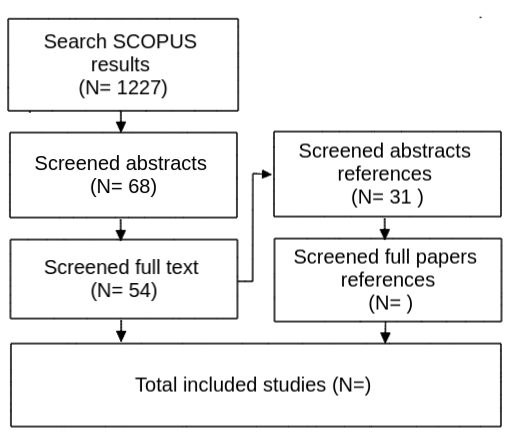 Search SCOPUS
results
(N= 1227)
Screened abstracts
(N= 68)
Screened full text
(N= 54)
Screened abstracts
references
(N= 31 )
Screened full papers
references
(N= )
Total included studies (N=)